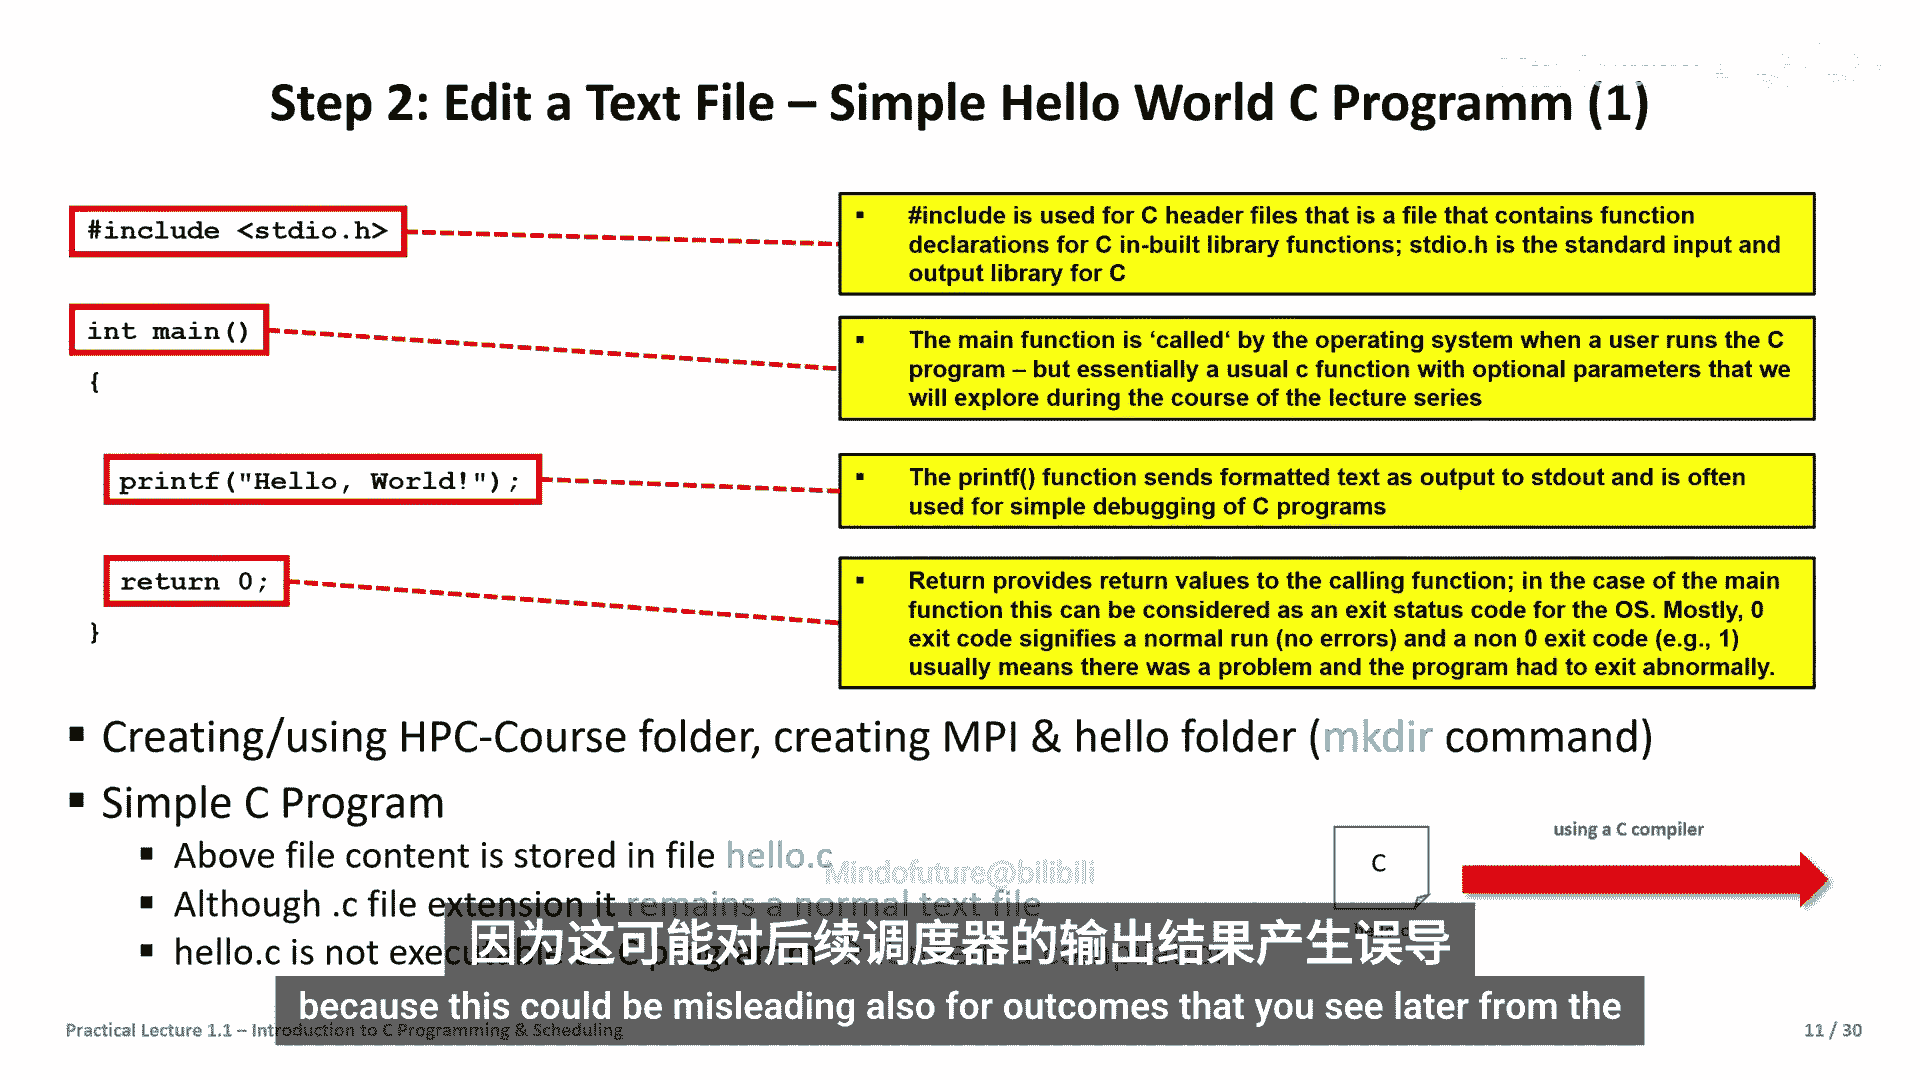 Step 2: Edit a Text File – Simple Hello World C Programm (1)
#include <stdio.h>
▪ #include is used for C header files that is a file that contains function
declarations for C in-built library functions; stdio.h is the standard input and
output library for C
int main()
▪ The main function is ‘called‘ by the operating system when a user runs the C
program – but essentially a usual c function with optional parameters that we
will explore during the course of the lecture series
{
printf("Hello, World!");
▪ The printf() function sends formatted text as output to stdout and is often
used for simple debugging of C programs
return 0;
▪ Return provides return values to the calling function; in the case of the main
function this can be considered as an exit status code for the OS. Mostly, 0
exit code signifies a normal run (no errors) and a non 0 exit code (e.g., 1)
usually means there was a problem and the program had to exit abnormally.
}
▪ Creating/using HPC-Course folder, creating MPI & hello folder (mkdir command)
▪ Simple C Program
▪ Above file content is stored in file hello.c
▪ Although .c file extension it remains a normal text file
▪ hello.c is not
using a C compiler
C
Mindofuture@bilibili
因为这可能对后续调度器的输出结果产生误导
because this could be misleading also for outcomes that you see later from the
Practical Lecture 1.1 – Introduction to C Programming & Scheduling
11 / 30